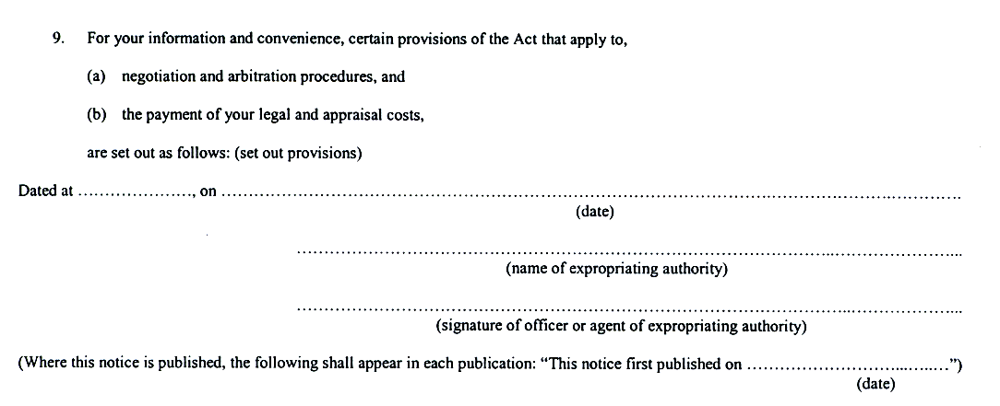 9. For your information and convenience, certain provisions of the Act that apply to,
(a) negotiation and arbitration procedures, and
(b) the payment of your legal and appraisal costs,
are set out as follows: (set out provisions)
Dated at ....................., on ..........................................................................................................................................
(date)
..........................................................................................................................
(name of expropriating authority)
..........................................................................................................................
(signature of officer or agent of expropriating authority)
(Where this notice is published, the following shall appear in each publication: “This notice first published on .....................................”)
(date)